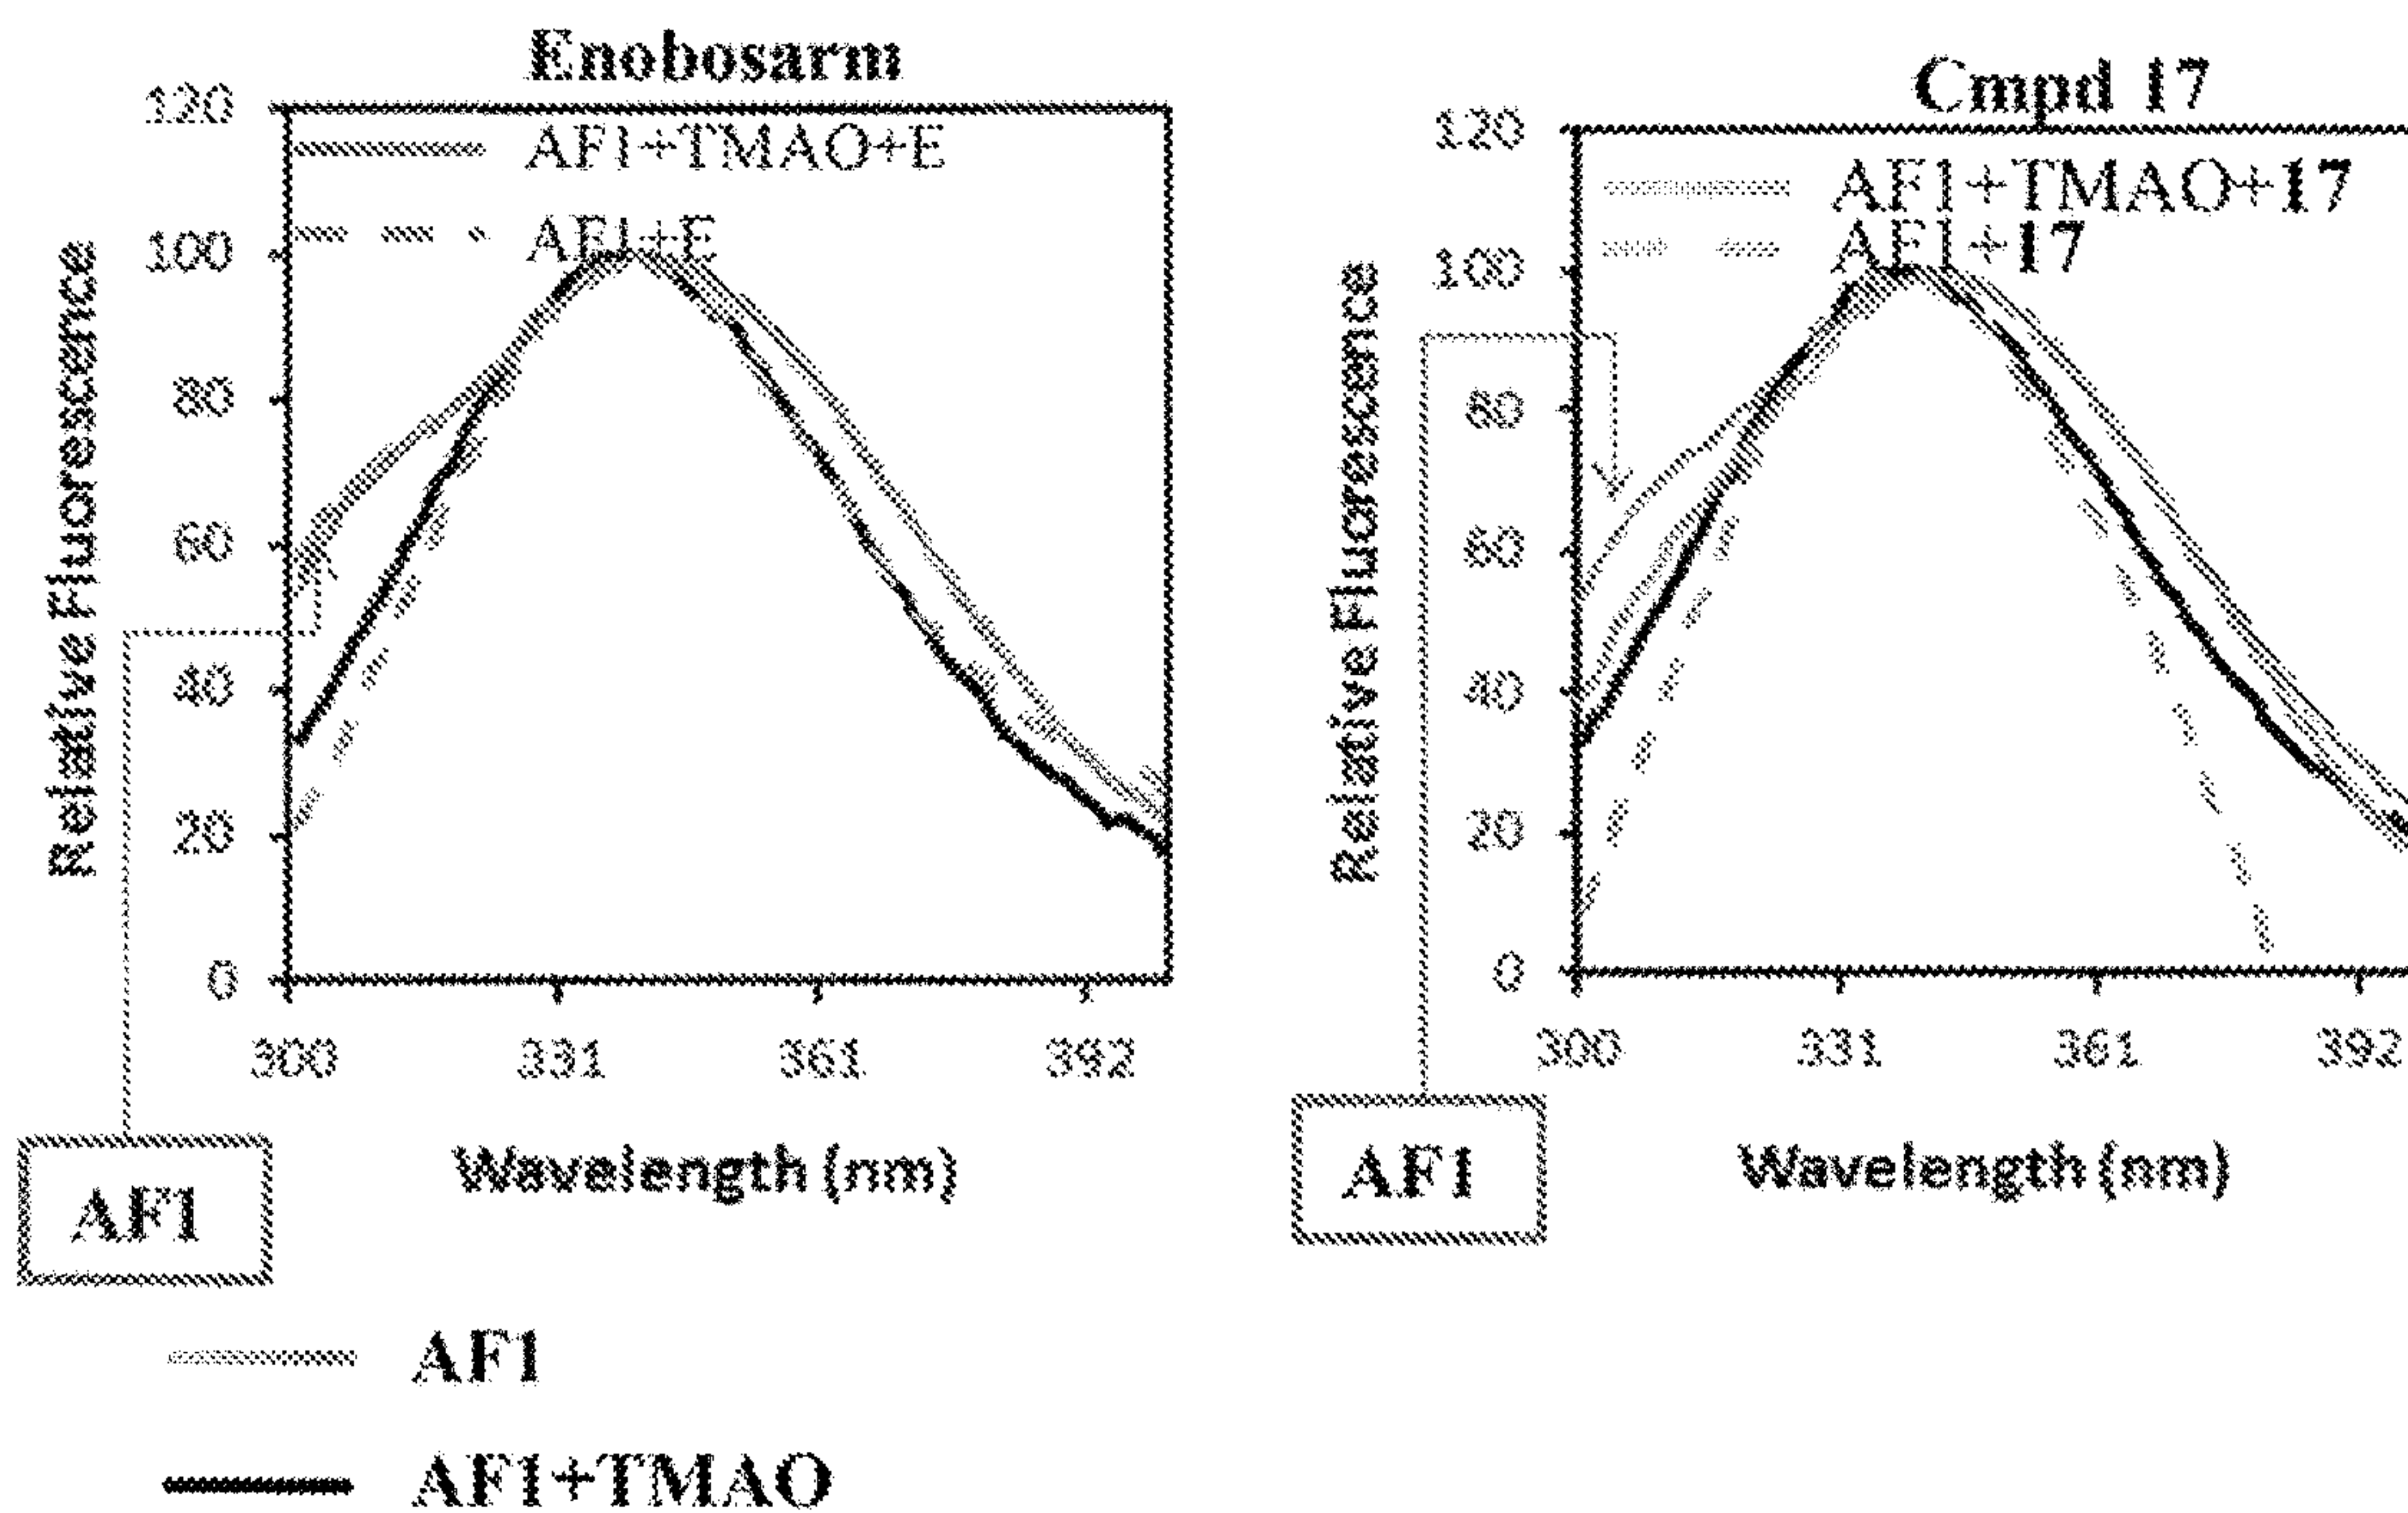 Enobosarm
120
AF1+TMAO+E
AF1+E
100
80
60
40
20
0
Relative Fluorescence
300 331 361 392
Wavelength (nm)
AF1
AF1
AF1+TMAO
Cmpd 17
120
AF1+TMAO+17
AF1+17
100
80
60
40
20
0
Relative Fluorescence
300 331 361 392
Wavelength (nm)
AF1